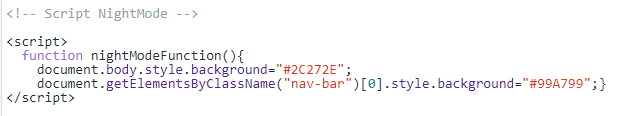 <!-- Script NightMode -->
<script>
function nightModeFunction(){
document.body.style.background="#2C272E";
document.getElementsByClassName("nav-bar")[0].style.background="#99A799";}
</script>